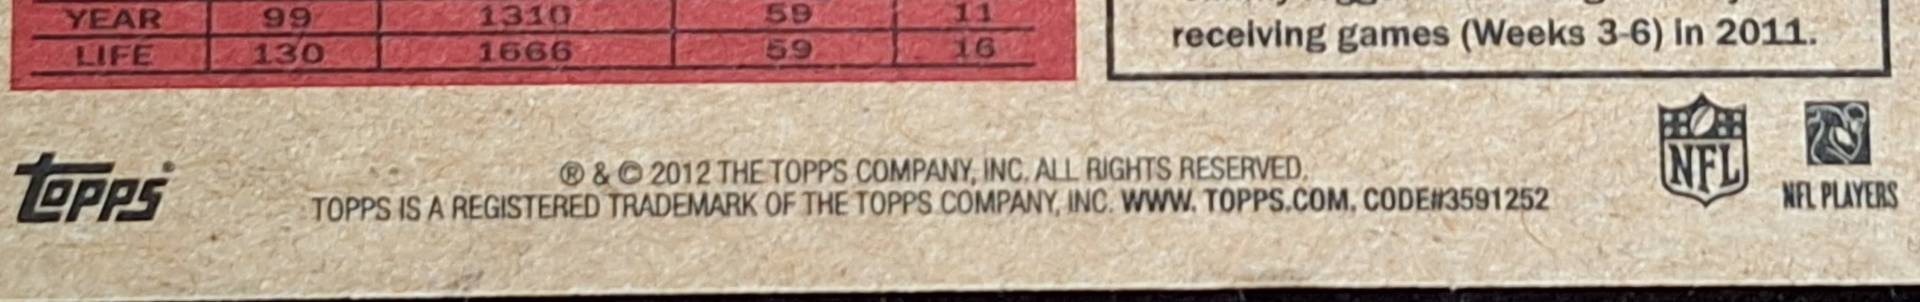 YEAR 99 1310 59 11
LIFE 130 1666 59 16
receiving games (Weeks 3-6) in 2011.
TOPPS®
® & © 2012 THE TOPPS COMPANY, INC. ALL RIGHTS RESERVED.
TOPPS IS A REGISTERED TRADEMARK OF THE TOPPS COMPANY, INC. WWW. TOPPS.COM. CODE#3591252
NFL
NFL PLAYERS